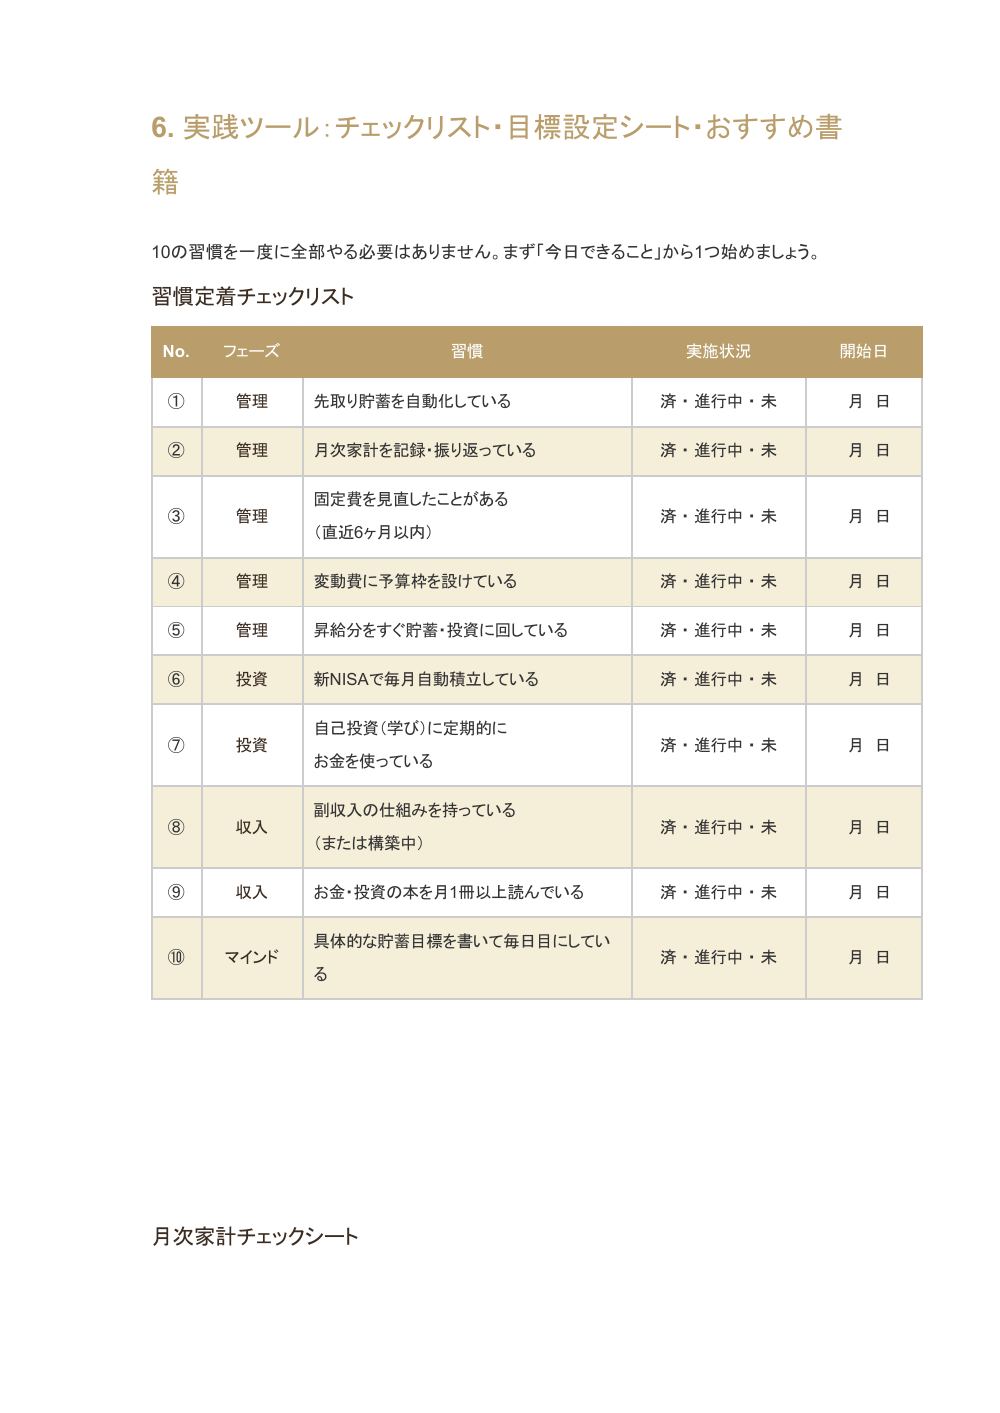 6. 実践ツール：チェックリスト・目標設定シート・おすすめ書
籍
10の習慣を一度に全部やる必要はありません。まず「今日できること」から1つ始めましょう。
習慣定着チェックリスト
No. フェーズ 習慣 実施状況 開始日
① 管理 先取り貯蓄を自動化している 済・進行中・未 月 日
② 管理 月次家計を記録・振り返っている 済・進行中・未 月 日
③ 管理 固定費を見直したことがある
（直近6ヶ月以内） 済・進行中・未 月 日
④ 管理 変動費に予算枠を設けている 済・進行中・未 月 日
⑤ 管理 昇給分をすぐ貯蓄・投資に回している 済・進行中・未 月 日
⑥ 投資 新NISAで毎月自動積立している 済・進行中・未 月 日
⑦ 投資 自己投資（学び）に定期的に
お金を使っている 済・進行中・未 月 日
⑧ 収入 副収入の仕組みを持っている
（または構築中） 済・進行中・未 月 日
⑨ 収入 お金・投資の本を月1冊以上読んでいる 済・進行中・未 月 日
⑩ マインド 具体的な貯蓄目標を書いて毎日目にしてい
る 済・進行中・未 月 日
月次家計チェックシート